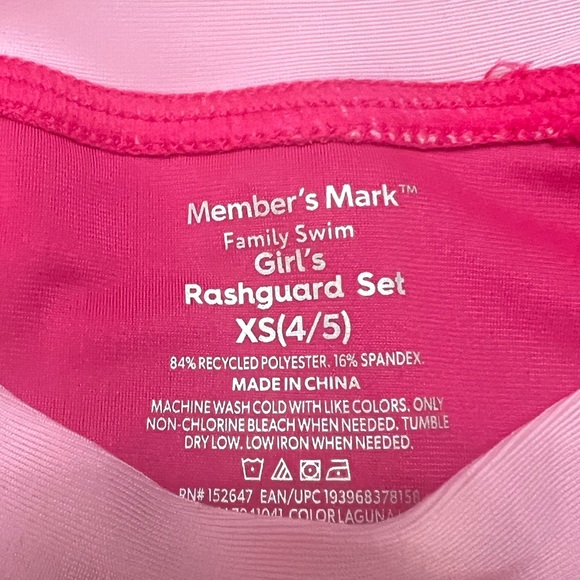 Member's Mark™
Family Swim
Girl's
Rashguard Set
XS(4/5)
84% RECYCLED POLYESTER. 16% SPANDEX.
MADE IN CHINA
MACHINE WASH COLD WITH LIKE COLORS. ONLY
NON-CHLORINE BLEACH WHEN NEEDED. TUMBLE
DRY LOW. LOW IRON WHEN NEEDED.
RN# 152647 EAN/UPC 193968378158
COLOR LAGUNA